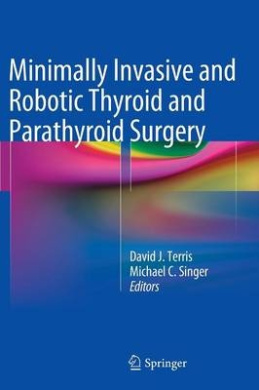 Minimally Invasive and
Robotic Thyroid and
Parathyroid Surgery
David J. Terris
Michael C. Singer
Editors
Springer